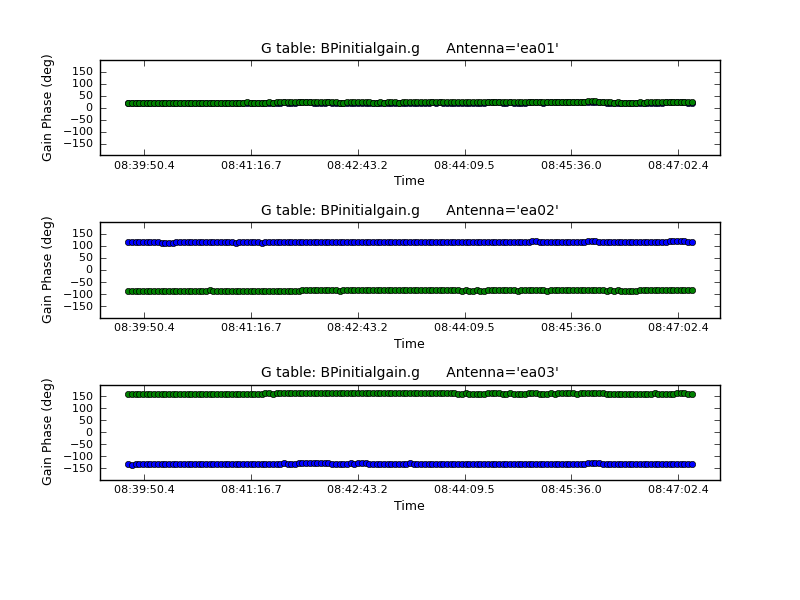 G table: BPinitialgain.g Antenna='ea01'
Gain Phase (deg)
150
100
50
0
−50
−100
−150
08:39:50.4 08:41:16.7 08:42:43.2 08:44:09.5 08:45:36.0 08:47:02.4
Time
G table: BPinitialgain.g Antenna='ea02'
Gain Phase (deg)
150
100
50
0
−50
−100
−150
08:39:50.4 08:41:16.7 08:42:43.2 08:44:09.5 08:45:36.0 08:47:02.4
Time
G table: BPinitialgain.g Antenna='ea03'
Gain Phase (deg)
150
100
50
0
−50
−100
−150
08:39:50.4 08:41:16.7 08:42:43.2 08:44:09.5 08:45:36.0 08:47:02.4
Time